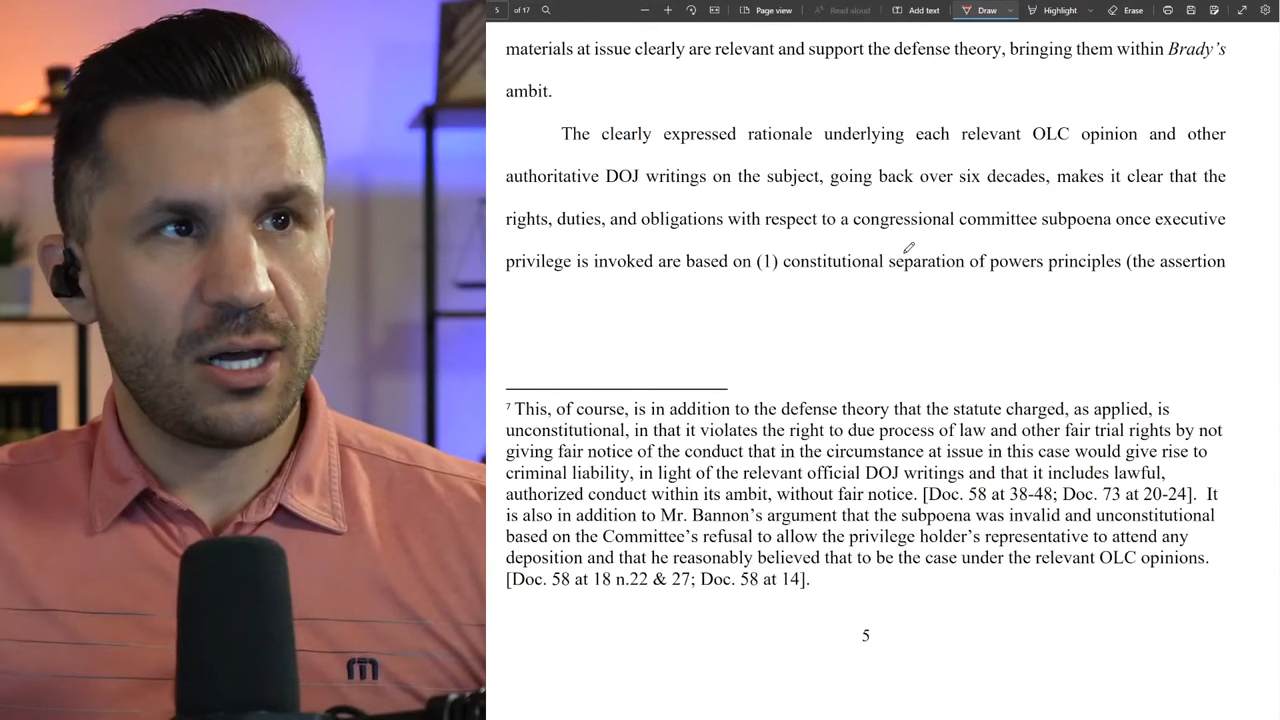 5 of 17 Page view Read aloud Add text Draw Highlight Erase
materials at issue clearly are relevant and support the defense theory, bringing them within Brady's
ambit.
The clearly expressed rationale underlying each relevant OLC opinion and other
authoritative DOJ writings on the subject, going back over six decades, makes it clear that the
rights, duties, and obligations with respect to a congressional committee subpoena once executive
privilege is invoked are based on (1) constitutional separation of powers principles (the assertion
7 This, of course, is in addition to the defense theory that the statute charged, as applied, is
unconstitutional, in that it violates the right to due process of law and other fair trial rights by not
giving fair notice of the conduct that in the circumstance at issue in this case would give rise to
criminal liability, in light of the relevant official DOJ writings and that it includes lawful,
authorized conduct within its ambit, without fair notice. [Doc. 58 at 38-48; Doc. 73 at 20-24]. It
is also in addition to Mr. Bannon's argument that the subpoena was invalid and unconstitutional
based on the Committee's refusal to allow the privilege holder's representative to attend any
deposition and that he reasonably believed that to be the case under the relevant OLC opinions.
[Doc. 58 at 18 n.22 & 27; Doc. 58 at 14].
5
m